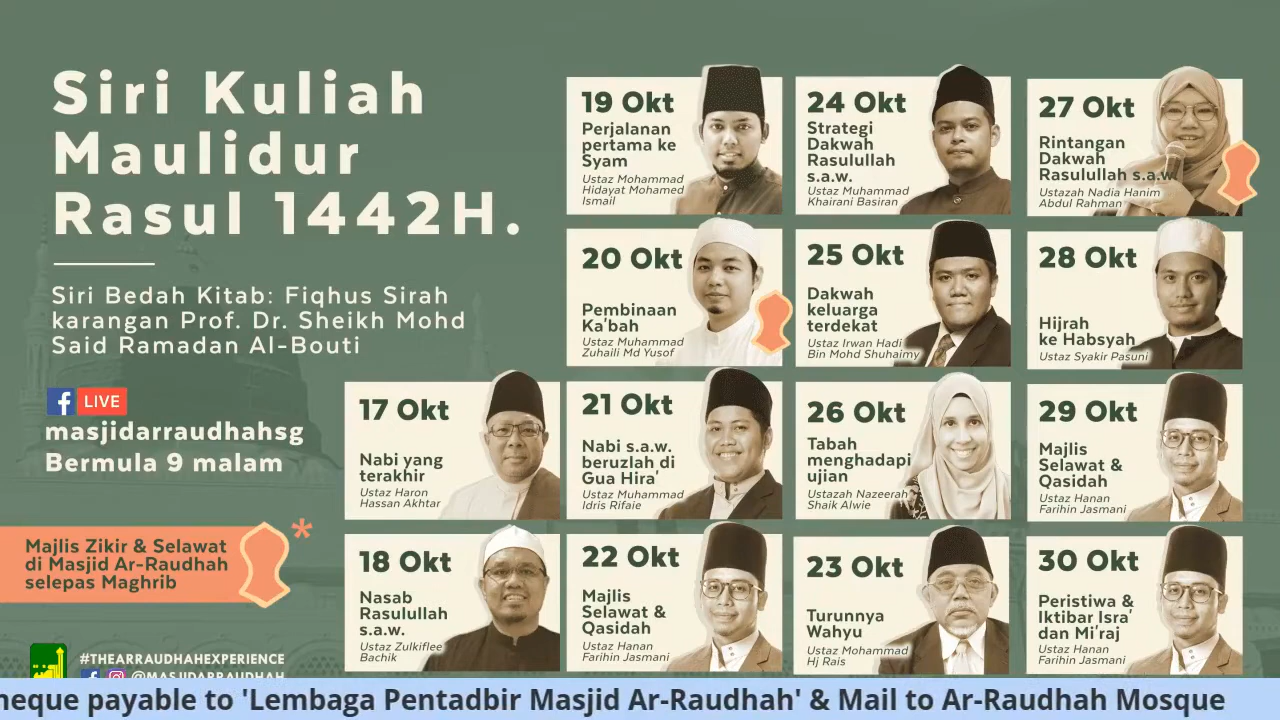 Siri Kuliah
Maulidur
Rasul 1442H.
Siri Bedah Kitab: Fiqhus Sirah
karangan Prof. Dr. Sheikh Mohd
Said Ramadan Al-Bouti
LIVE
masjidarraudhahsg
Bermula 9 malam
Majlis Zikir & Selawat
di Masjid Ar-Raudhah
selepas Maghrib
*
17 Okt
Nabi yang
terakhir
Ustaz Haron
Hassan Akhtar
18 Okt
Nasab
Rasulullah
s.a.w.
Ustaz Zulkiflee
Bachik
19 Okt
Perjalanan
pertama ke
Syam
Ustaz Mohammad
Hidayat Mohamed
Ismail
20 Okt
Pembinaan
Ka'bah
Ustaz Muhammad
Zuhaili Md Yusof
21 Okt
Nabi s.a.w.
beruzlah di
Gua Hira'
Ustaz Muhammad
Idris Rifaie
22 Okt
Majlis
Selawat &
Qasidah
Ustaz Hanan
Farihin Jasmani
24 Okt
Strategi
Dakwah
Rasulullah
s.a.w.
Ustaz Muhammad
Khairani Basiran
25 Okt
Dakwah
keluarga
terdekat
Ustaz Irwan Hadi
Bin Mohd Shuhaimy
26 Okt
Tabah
menghadapi
ujian
Ustazah Nazeerah
Shaik Alwie
23 Okt
Turunnya
Wahyu
Ustaz Mohammad
Hj Rais
27 Okt
Rintangan
Dakwah
Rasulullah s.a.w
Ustazah Nadia Hanim
Abdul Rahman
28 Okt
Hijrah
ke Habsyah
Ustaz Syakir Pasuni
29 Okt
Majlis
Selawat &
Qasidah
Ustaz Hanan
Farihin Jasmani
30 Okt
Peristiwa &
Iktibar Isra'
dan Mi'raj
Ustaz Hanan
Farihin Jasmani
#THEARRAUDHAHEXPERIENCE
@MASJIDARRAUDHAH
heque payable to 'Lembaga Pentadbir Masjid Ar-Raudhah' & Mail to Ar-Raudhah Mosque